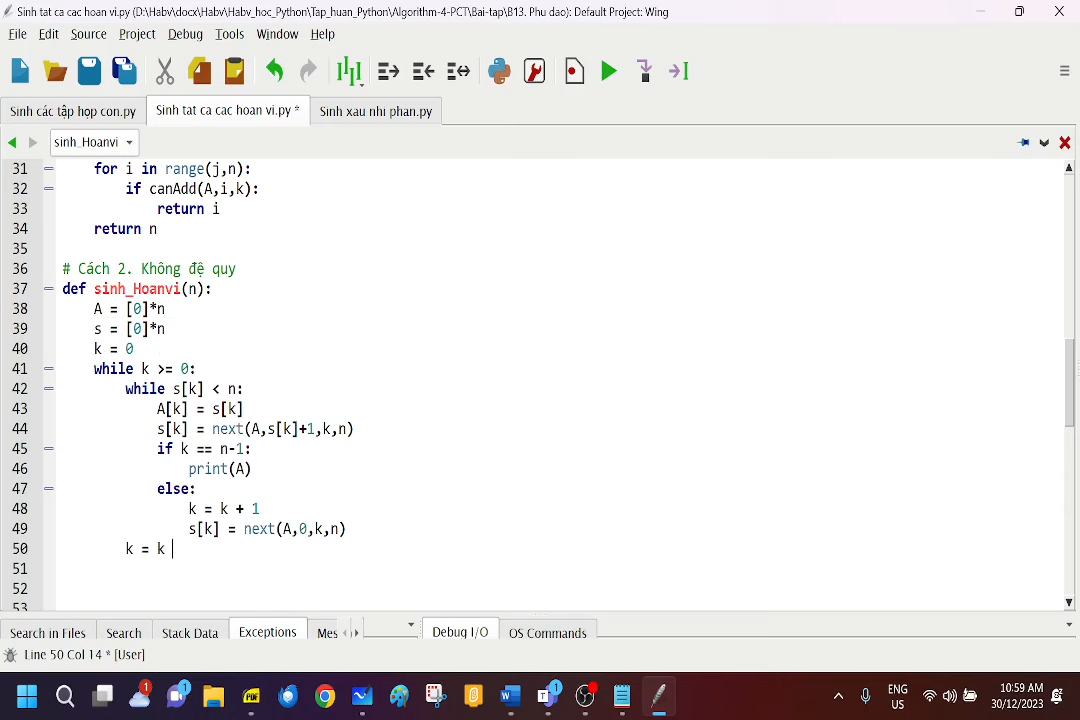 Sinh tat ca cac hoan vi.py (D:\Habv\docx\Habv\Habv_hoc_Python\Tap_huan_Python\Algorithm-4-PCT\Bai-tap\B13. Phu dao): Default Project: Wing
File Edit Source Project Debug Tools Window Help
Sinh các tập hợp con.py Sinh tat ca cac hoan vi.py * Sinh xau nhi phan.py
sinh_Hoanvi
31 for i in range(j,n):
32 if canAdd(A,i,k):
33 return i
34 return n
35
36 # Cách 2. Không đệ quy
37 def sinh_Hoanvi(n):
38 A = [0]*n
39 s = [0]*n
40 k = 0
41 while k >= 0:
42 while s[k] < n:
43 A[k] = s[k]
44 s[k] = next(A,s[k]+1,k,n)
45 if k == n-1:
46 print(A)
47 else:
48 k = k + 1
49 s[k] = next(A,0,k,n)
50 k = k
51
52
53
Search in Files Search Stack Data Exceptions Mes Debug I/O OS Commands
Line 50 Col 14 * [User]
1 1 PDF 1 ENG 10:59 AM
US 30/12/2023